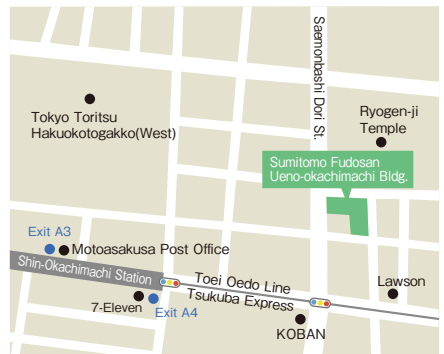 Saemonbashi Dori St.
Tokyo Toritsu
Hakuokotogakko(West)
Ryogen-ji
Temple
Sumitomo Fudosan
Ueno-okachimachi Bldg.
Exit A3
Motoasakusa Post Office
Shin-Okachimachi Station
Toei Oedo Line
Tsukuba Express
7-Eleven
Exit A4
Lawson
KOBAN